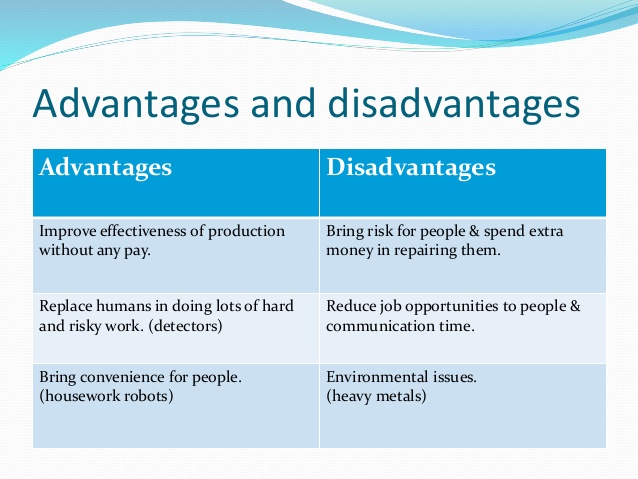 Advantages and disadvantages
Advantages
Disadvantages
Improve effectiveness of production
without any pay.
Bring risk for people & spend extra
money in repairing them.
Replace humans in doing lots of hard
and risky work. (detectors)
Reduce job opportunities to people &
communication time.
Bring convenience for people.
(housework robots)
Environmental issues.
(heavy metals)